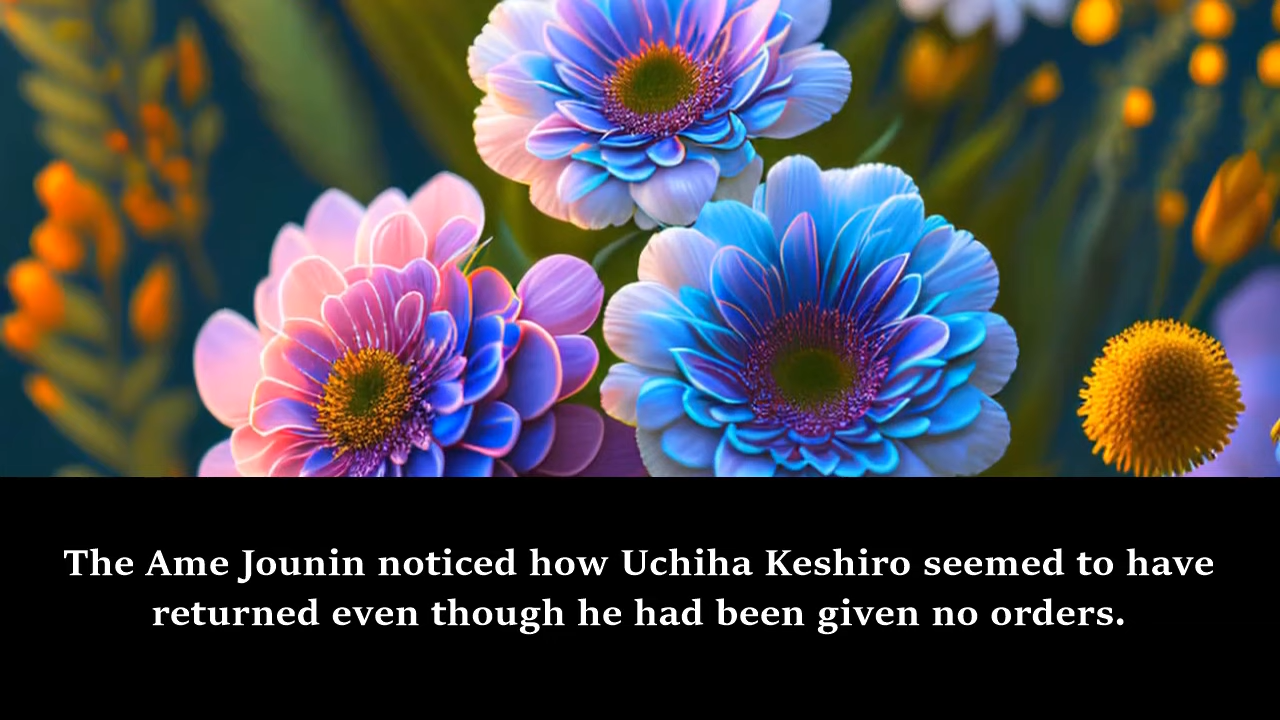 The Ame Jounin noticed how Uchiha Keshiro seemed to have
returned even though he had been given no orders.